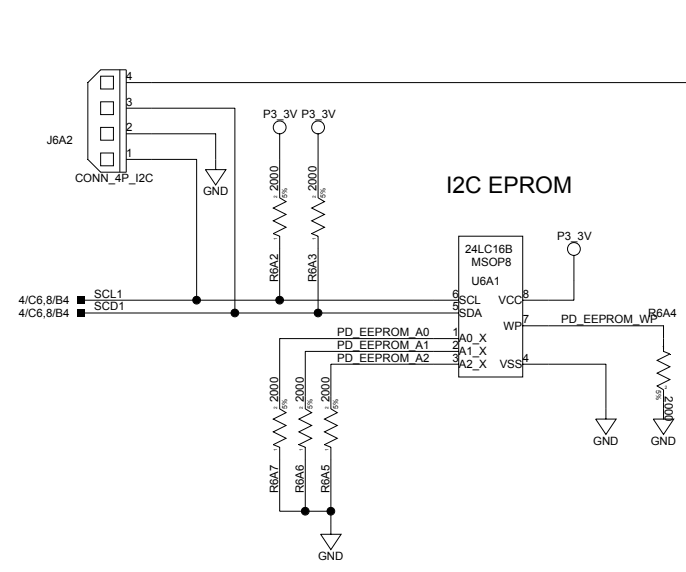 4
3
2
1
J6A2
CONN_4P_I2C
GND
P3_3V P3_3V
2000
5%
R6A2
2000
5%
R6A3
I2C EPROM
24LC16B
MSOP8
U6A1
P3_3V
4/C6,8/B4 SCL1
4/C6,8/B4 SCD1
6 SCL
5 SDA
VCC 8
WP 7
PD_EEPROM_WP
R6A4
PD_EEPROM_A0 1 A0_X
PD_EEPROM_A1 2 A1_X
PD_EEPROM_A2 3 A2_X
VSS 4
2000
5%
2000
5%
2000
5%
5%
2000
GND
GND
R6A7
R6A6
R6A5
GND